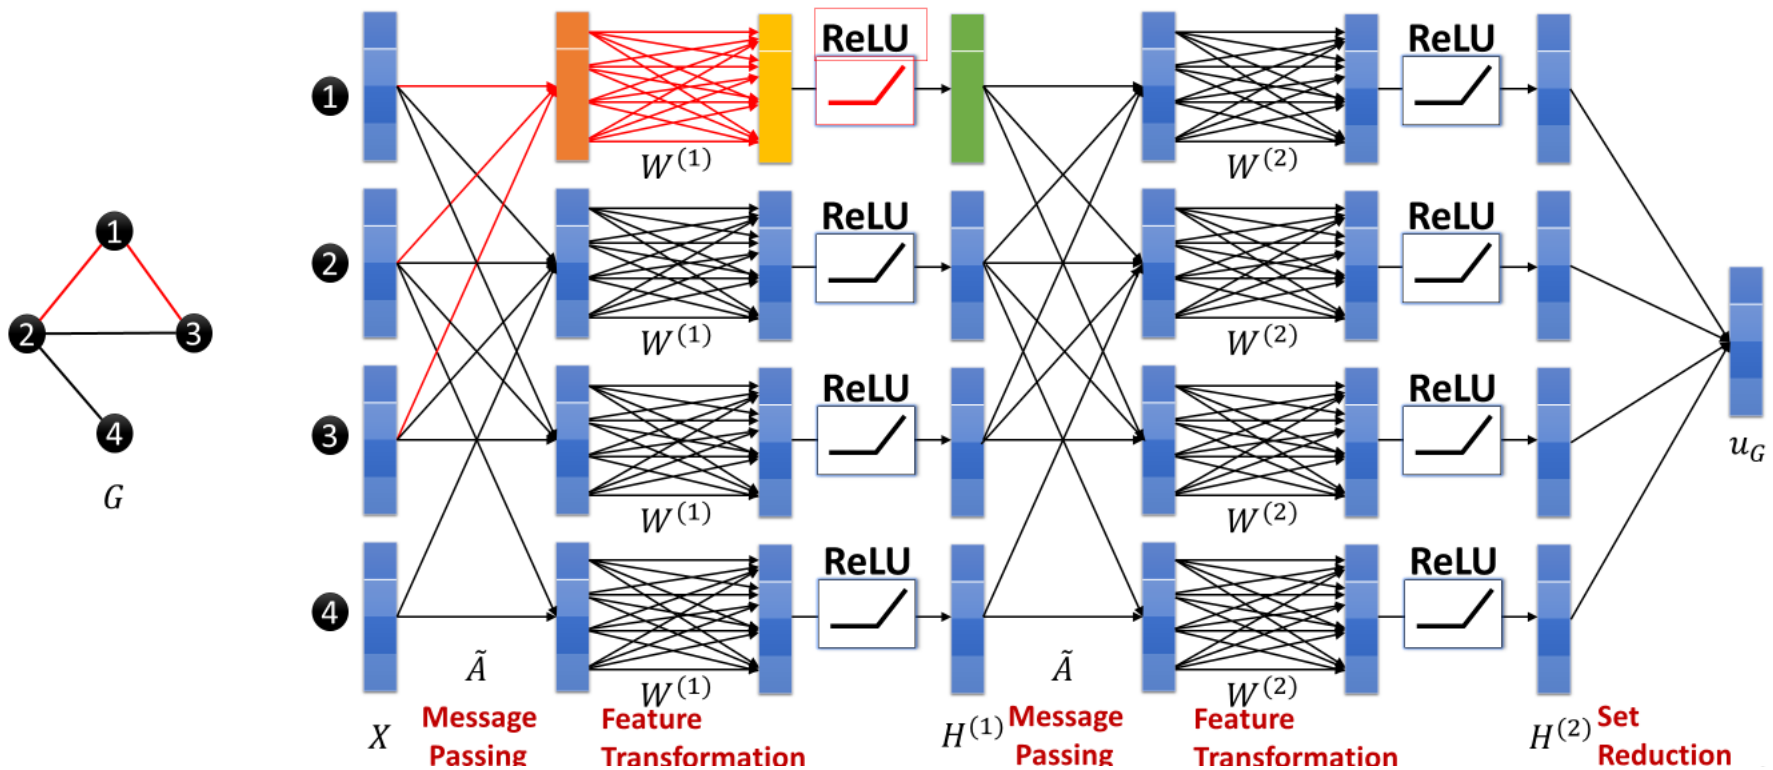 1
2
3
4
G
1
2
3
4
ReLU
ReLU
W^(1)
W^(2)
ReLU
ReLU
W^(1)
W^(2)
ReLU
ReLU
W^(1)
W^(2)
ReLU
ReLU
W^(1)
W^(2)
Ã
Ã
u_G
X
Message
Passing
Feature
Transformation
H^(1)
Message
Passing
Feature
Transformation
H^(2)
Set
Reduction